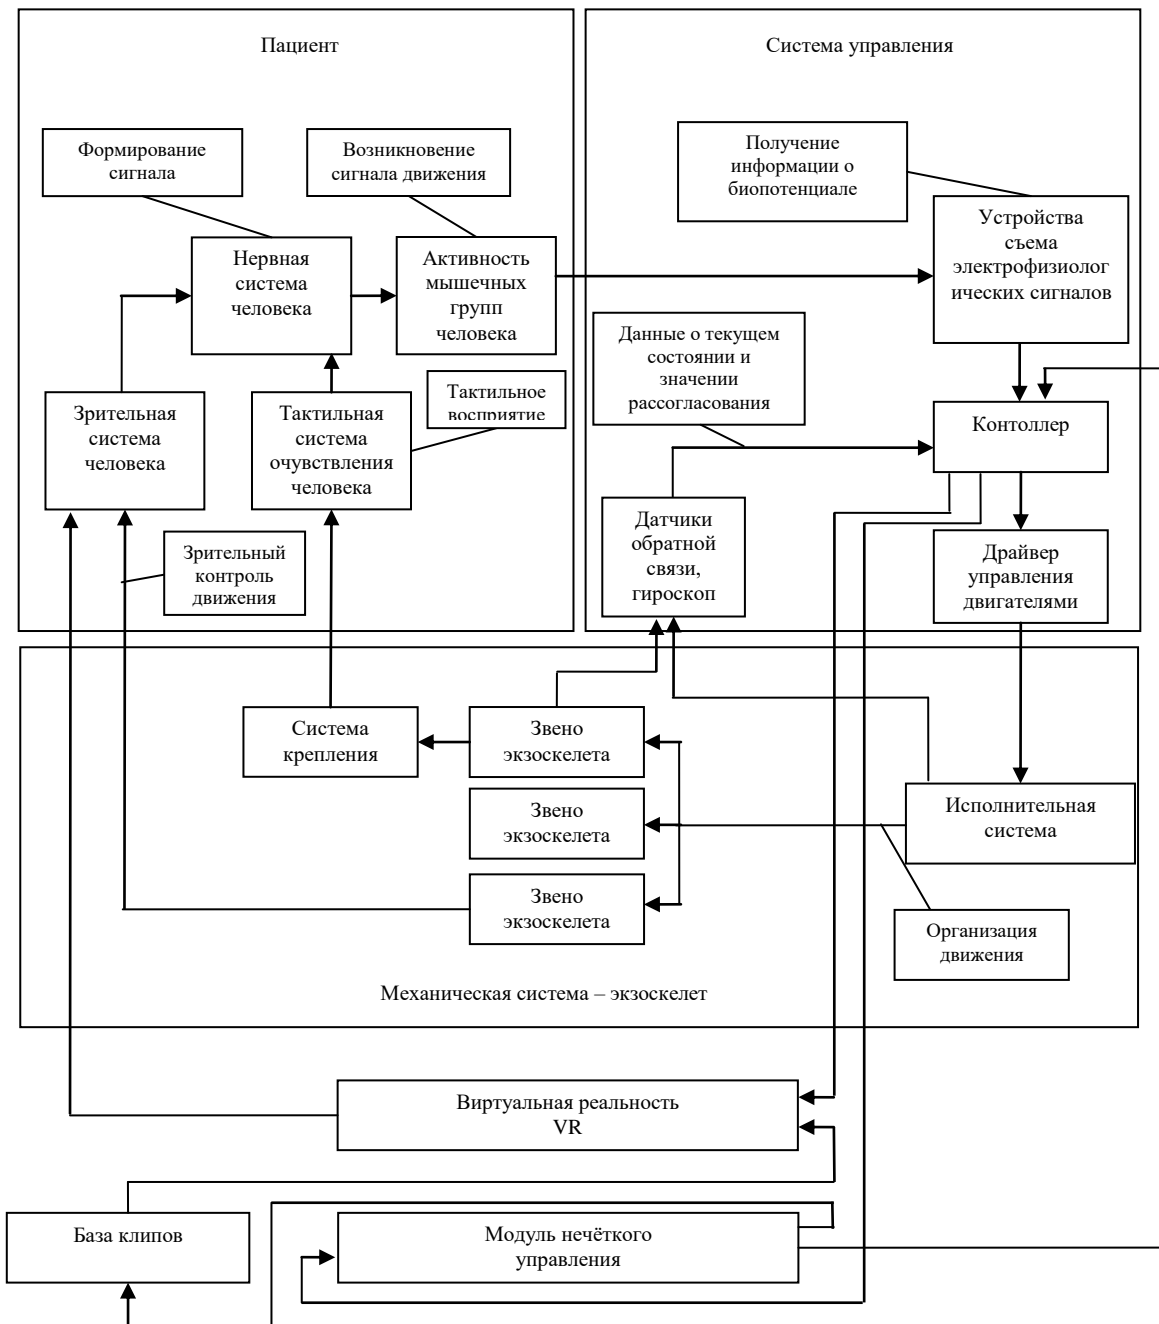 Пациент
Система управления
Формирование
сигнала
Возникновение
сигнала движения
Получение
информации о
биопотенциале
Нервная
система
человека
Активность
мышечных
групп
человека
Устройства
съема
электрофизиолог
ических сигналов
Данные о текущем
состоянии и
значении
рассогласования
Зрительная
система
человека
Тактильная
система
очувствления
человека
Тактильное
восприятие
Контоллер
Датчики
обратной
связи,
гироскоп
Драйвер
управления
двигателями
Зрительный
контроль
движения
Система
крепления
Звено
экзоскелета
Звено
экзоскелета
Звено
экзоскелета
Исполнительная
система
Организация
движения
Механическая система – экзоскелет
Виртуальная реальность
VR
База клипов
Модуль нечёткого
управления